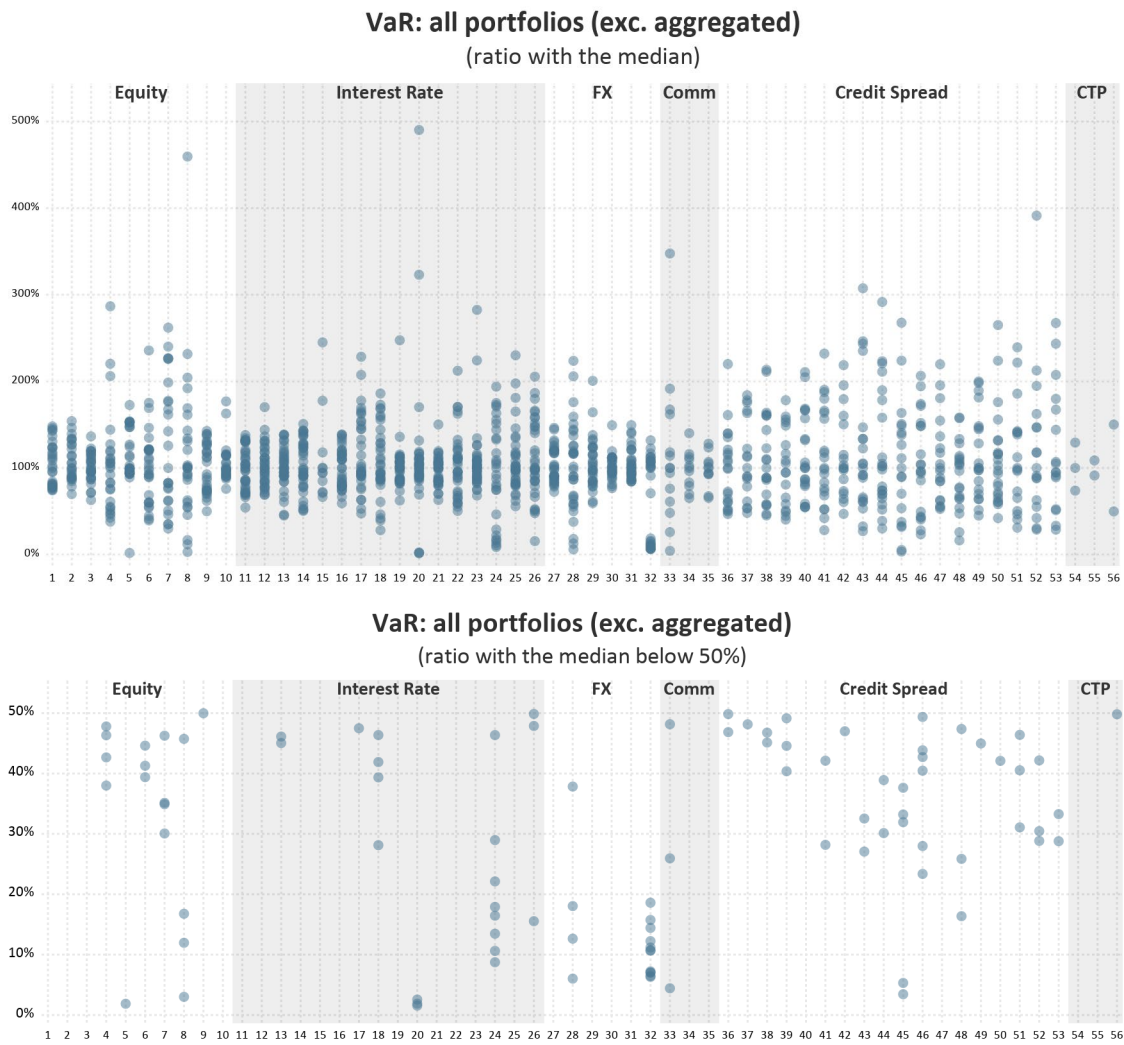 VaR: all portfolios (exc. aggregated)
(ratio with the median)
Equity Interest Rate FX Comm Credit Spread CTP
500%
400%
300%
200%
100%
0%
1 2 3 4 5 6 7 8 9 10 11 12 13 14 15 16 17 18 19 20 21 22 23 24 25 26 27 28 29 30 31 32 33 34 35 36 37 38 39 40 41 42 43 44 45 46 47 48 49 50 51 52 53 54 55 56
VaR: all portfolios (exc. aggregated)
(ratio with the median below 50%)
Equity Interest Rate FX Comm Credit Spread CTP
50%
40%
30%
20%
10%
0%
1 2 3 4 5 6 7 8 9 10 11 12 13 14 15 16 17 18 19 20 21 22 23 24 25 26 27 28 29 30 31 32 33 34 35 36 37 38 39 40 41 42 43 44 45 46 47 48 49 50 51 52 53 54 55 56